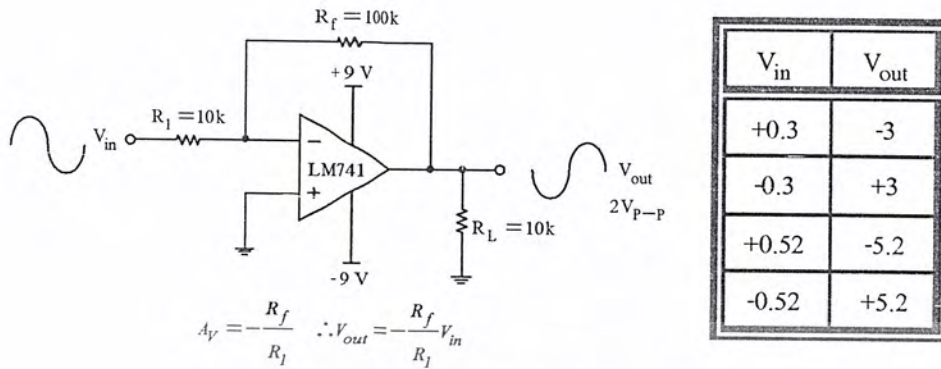 R_f = 100k
+9 V
R_1 = 10k
V_in
−
LM741
+
V_out
2V_P–P
R_L = 10k
-9 V
A_V = -R_f/R_1 ∴V_out = -R_f/R_1 V_in
V_in V_out
+0.3 -3
-0.3 +3
+0.52 -5.2
-0.52 +5.2